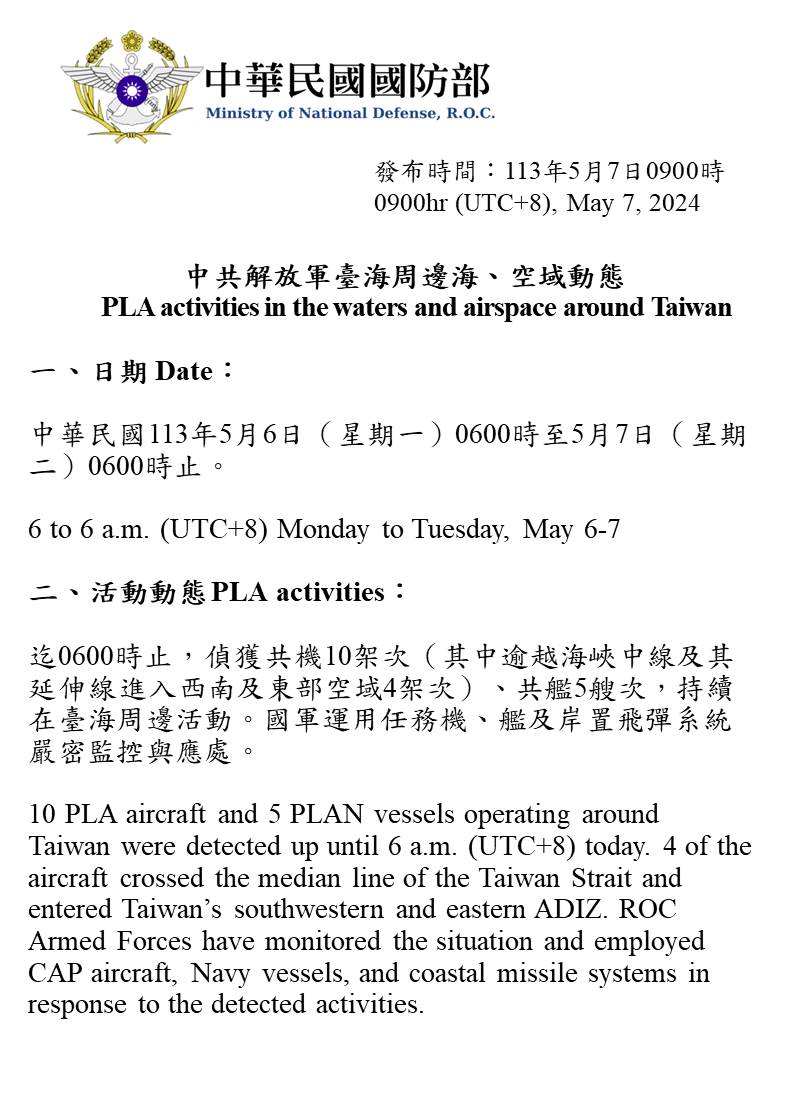 中華民國國防部
Ministry of National Defense, R.O.C.
發布時間：113年5月7日0900時
0900hr (UTC+8), May 7, 2024
中共解放軍臺海周邊海、空域動態
PLA activities in the waters and airspace around Taiwan
一、日期 Date：
中華民國113年5月6日（星期一）0600時至5月7日（星期
二）0600時止。
6 to 6 a.m. (UTC+8) Monday to Tuesday, May 6-7
二、活動動態 PLA activities：
迄0600時止，偵獲共機10架次（其中逾越海峽中線及其
延伸線進入西南及東部空域4架次）、共艦5艘次，持續
在臺海周邊活動。國軍運用任務機、艦及岸置飛彈系統
嚴密監控與應處。
10 PLA aircraft and 5 PLAN vessels operating around
Taiwan were detected up until 6 a.m. (UTC+8) today. 4 of the
aircraft crossed the median line of the Taiwan Strait and
entered Taiwan’s southwestern and eastern ADIZ. ROC
Armed Forces have monitored the situation and employed
CAP aircraft, Navy vessels, and coastal missile systems in
response to the detected activities.